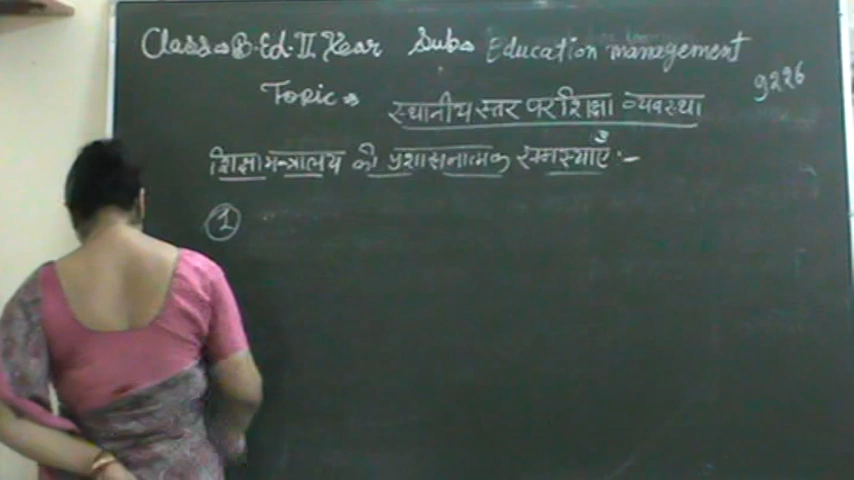 Class → B.Ed. II Year Sub → Education management
Topic → स्थानीय स्तर पर शिक्षा व्यवस्था 9226
शिक्षा मन्त्रालय की प्रशासनात्मक समस्याएँ :-
1